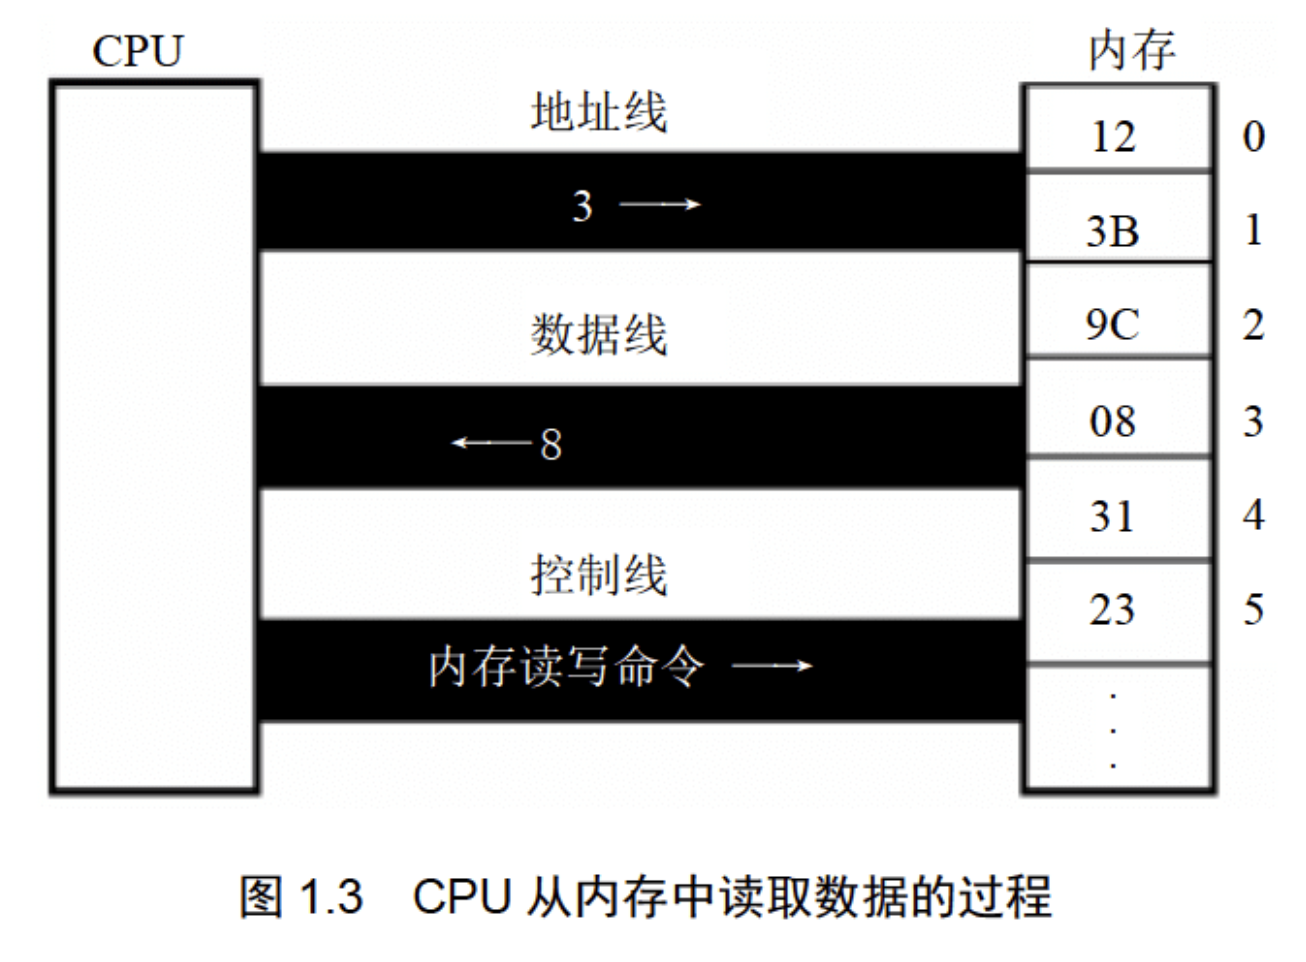 CPU
内存
地址线
3 →
数据线
←8
控制线
内存读写命令 →
12 0
3B 1
9C 2
08 3
31 4
23 5
.
.
.
图 1.3 CPU 从内存中读取数据的过程